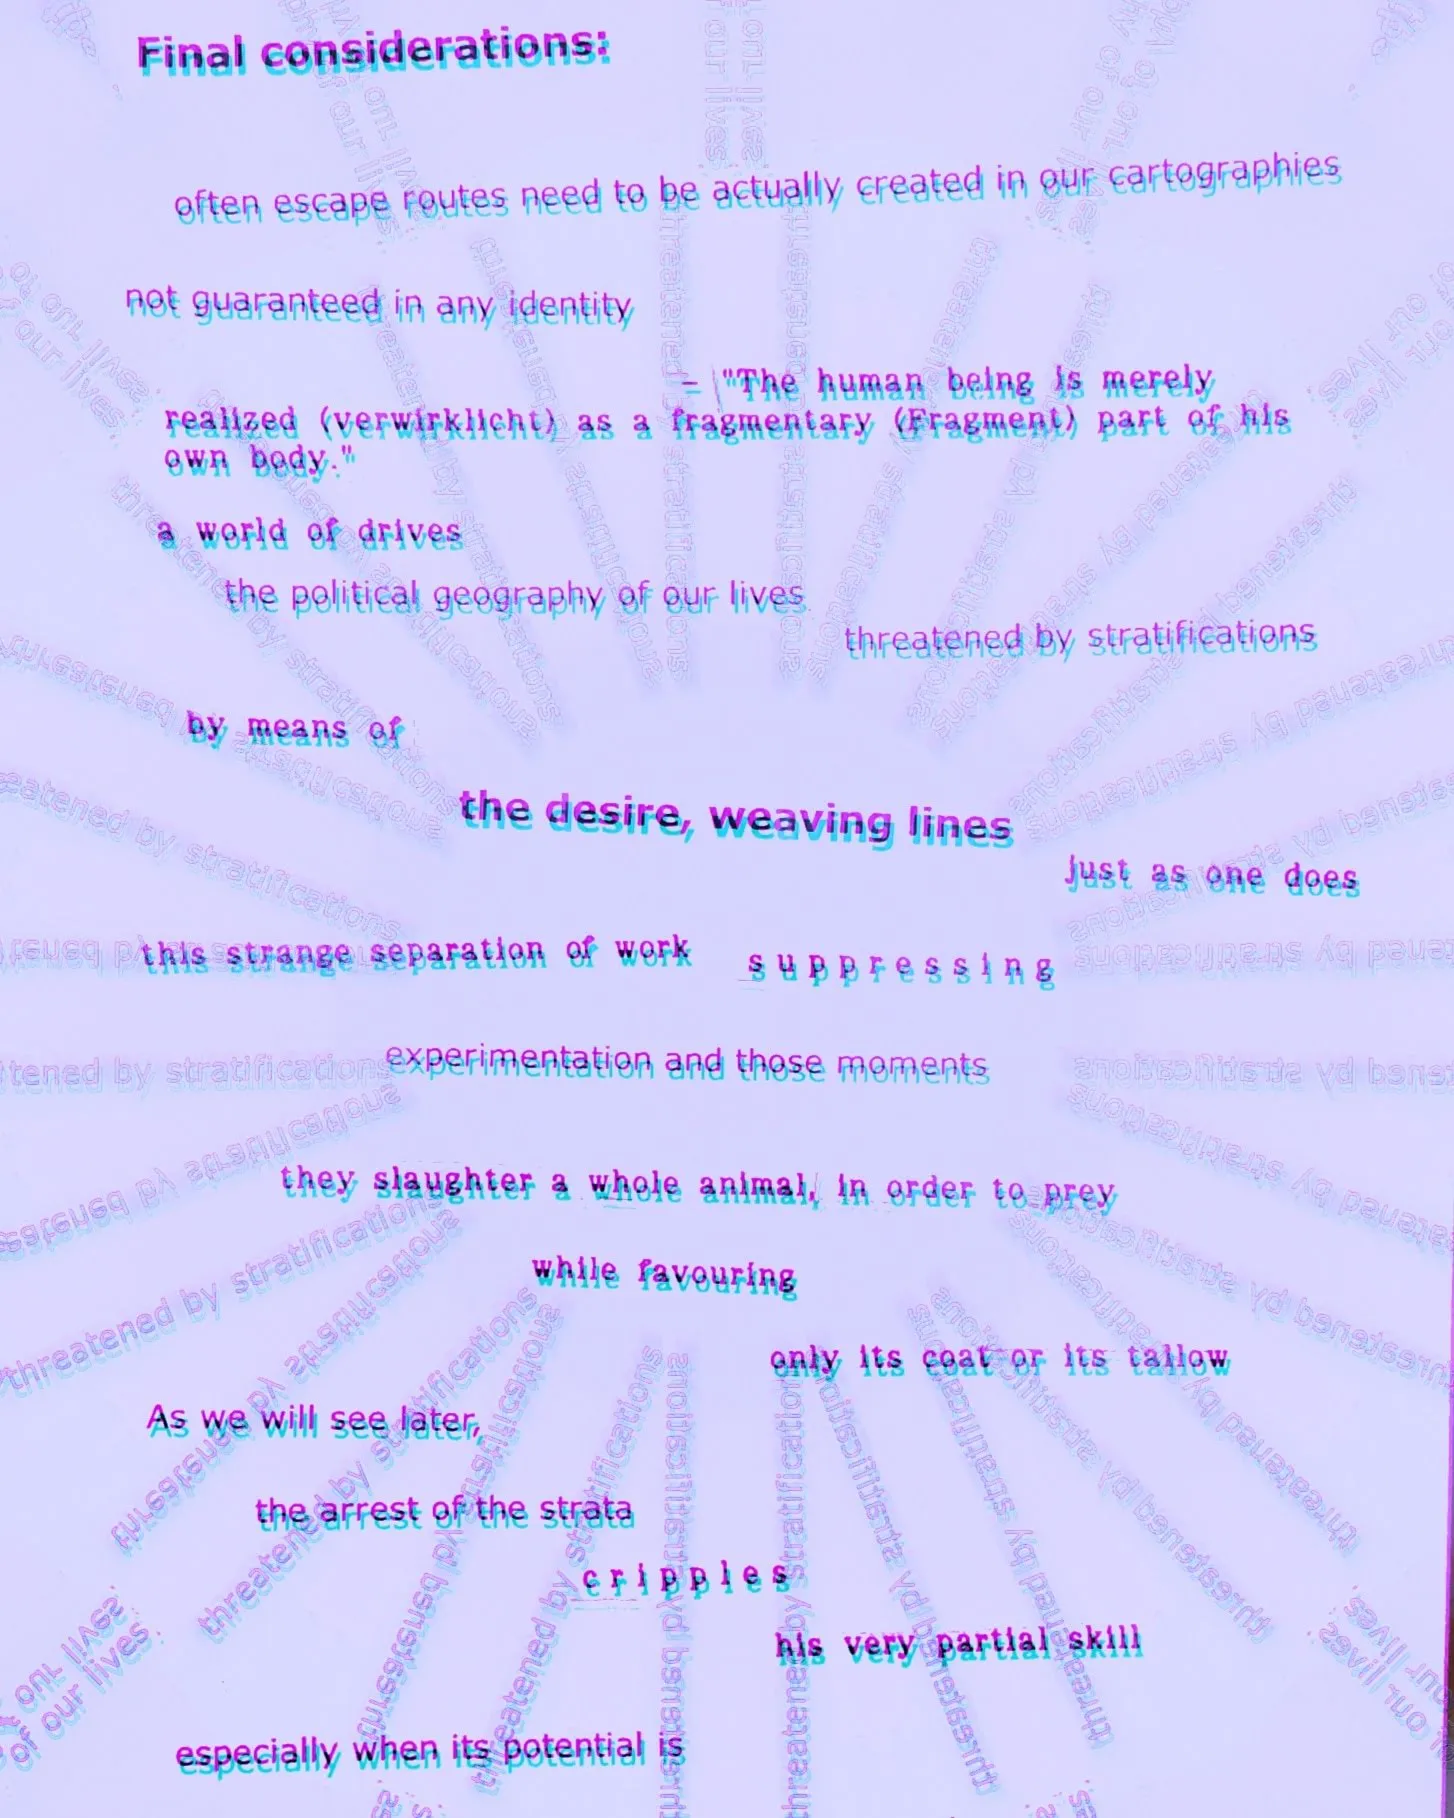 Final considerations:
often escape routes need to be actually created in our cartographies
not guaranteed in any identity
– "The human being is merely
realized (verwirklicht) as a fragmentary (Fragment) part of his
own body."
a world of drives
the political geography of our lives
threatened by stratifications
by means of
the desire, weaving lines
just as one does
this strange separation of work
suppressing
experimentation and those moments
they slaughter a whole animal, in order to prey
while favouring
only its coat or its tallow
As we will see later,
the arrest of the strata
cripples
his very partial skill
especially when its potential is